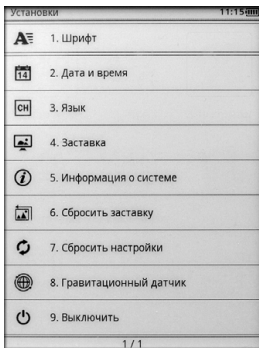 Установки 11:15
1. Шрифт
14
2. Дата и время
CH
3. Язык
4. Заставка
5. Информация о системе
6. Сбросить заставку
7. Сбросить настройки
8. Гравитационный датчик
9. Выключить
1 / 1